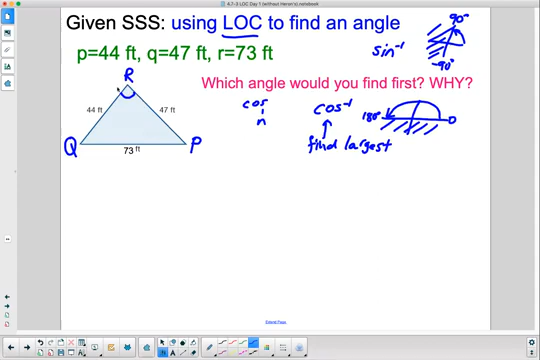 4.7-3 LOC Day 1 (without Heron's).notebook
Given SSS: using LOC to find an angle
p=44 ft, q=47 ft, r=73 ft
sin⁻¹
90°
-90°
Which angle would you find first? WHY?
R
44 ft
47 ft
Q
P
73 ft
cos
n
cos⁻¹
180°
0
find largest
Extend Page